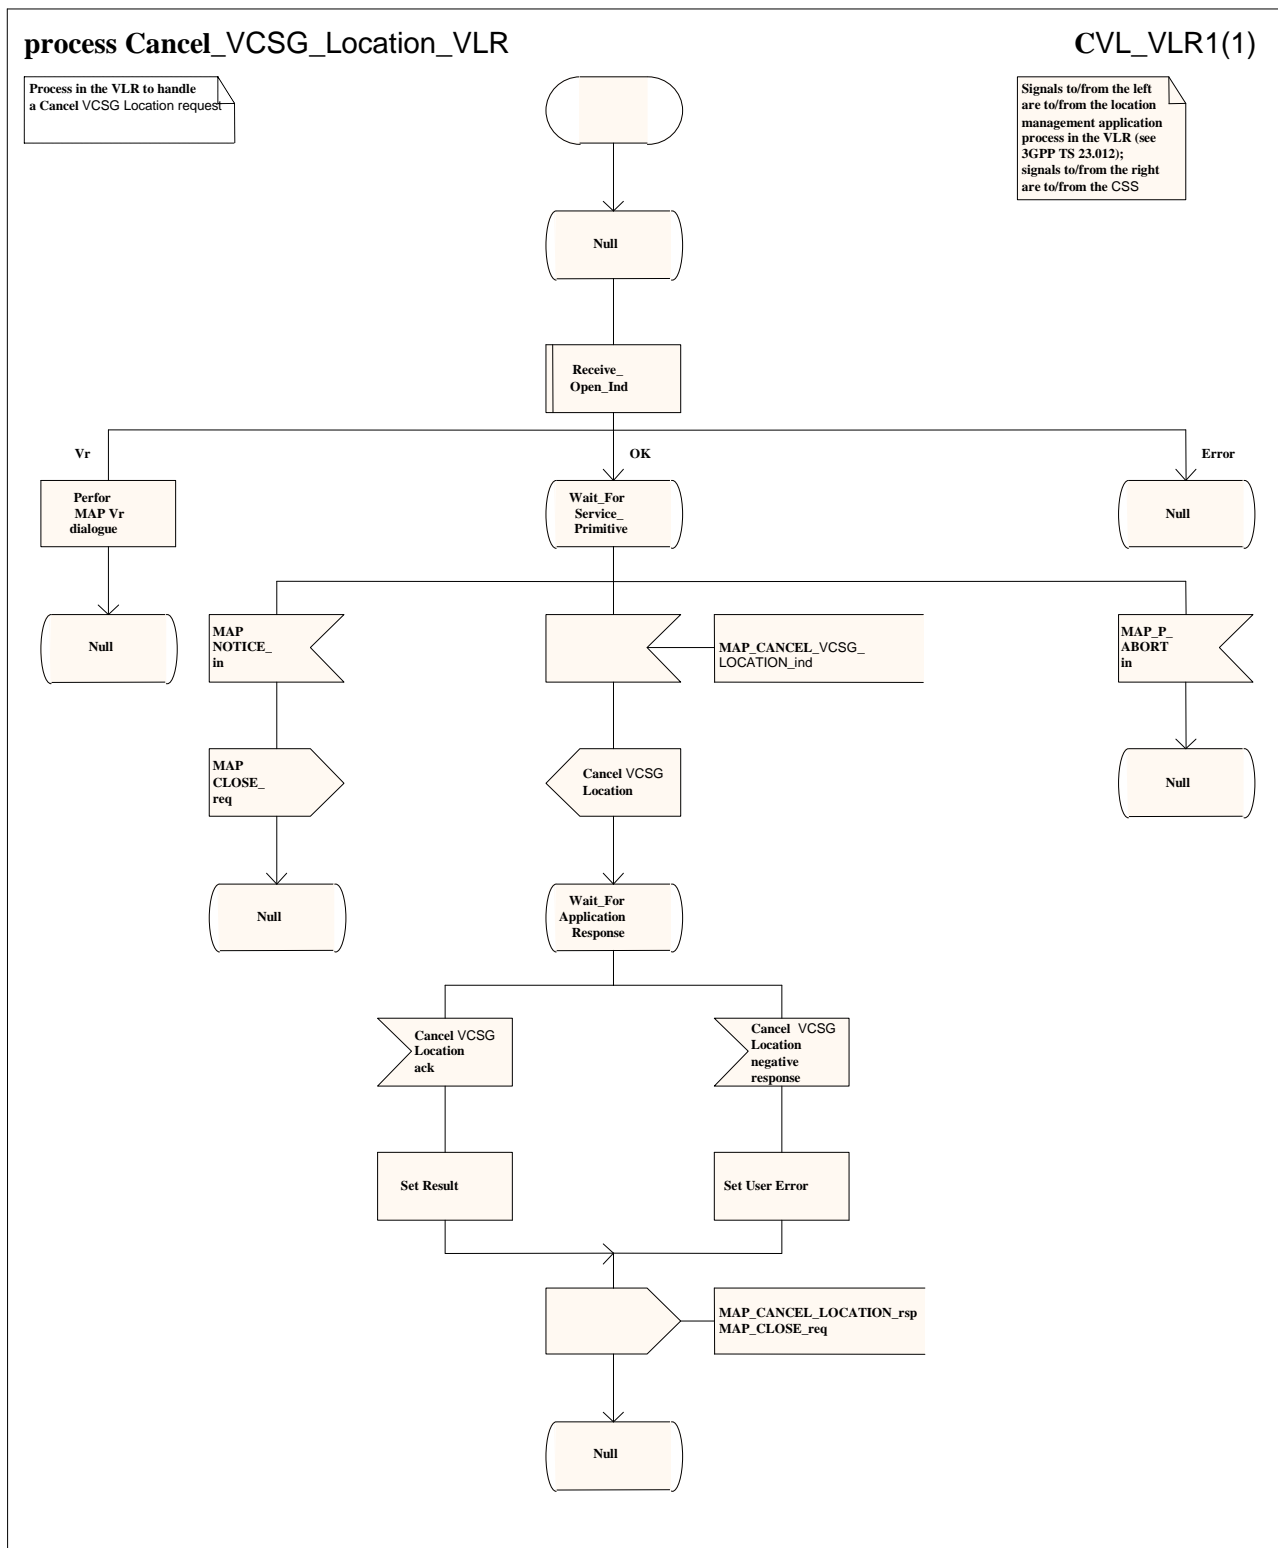 process Cancel_VCSG_Location_VLR
CVL_VLR1(1)
Process in the VLR to handle
a Cancel VCSG Location request
Signals to/from the left
are to/from the location
management application
process in the VLR (see
3GPP TS 23.012);
signals to/from the right
are to/from the CSS
Null
Receive_
Open_Ind
Vr
OK
Error
Perfor
MAP Vr
dialogue
Wait_For
Service_
Primitive
Null
Null
MAP
NOTICE_
in
MAP_CANCEL_VCSG_
LOCATION_ind
MAP_P_
ABORT
in
MAP
CLOSE_
req
Cancel VCSG
Location
Null
Null
Wait_For
Application
Response
Cancel VCSG
Location
ack
Cancel VCSG
Location
negative
response
Set Result
Set User Error
MAP_CANCEL_LOCATION_rsp
MAP_CLOSE_req
Null